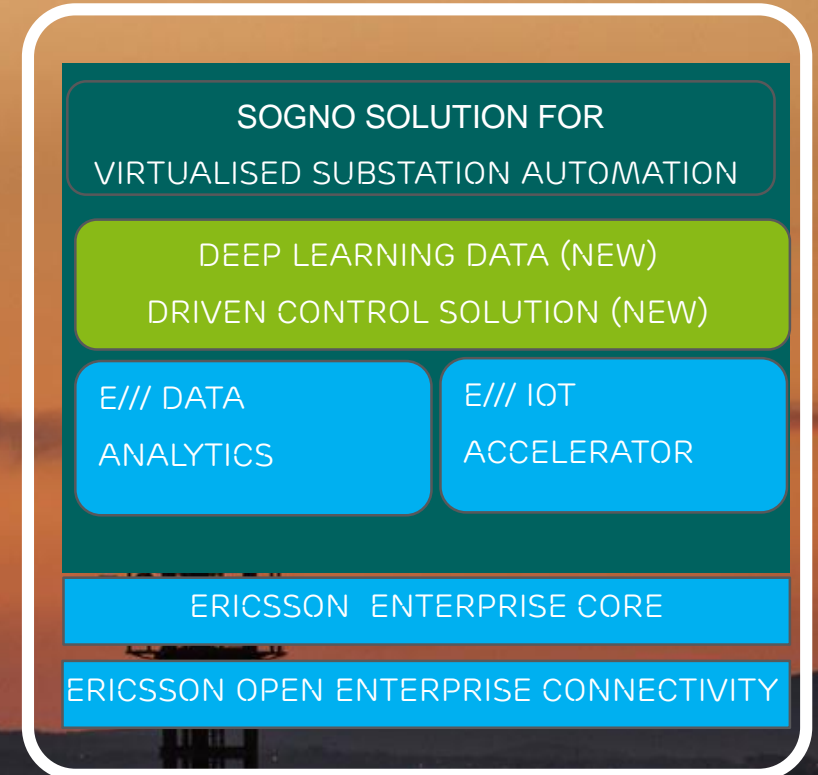 SOGNO SOLUTION FOR
VIRTUALISED SUBSTATION AUTOMATION
DEEP LEARNING DATA (NEW)
DRIVEN CONTROL SOLUTION (NEW)
E/// DATA
ANALYTICS
E/// IOT
ACCELERATOR
ERICSSON ENTERPRISE CORE
ERICSSON OPEN ENTERPRISE CONNECTIVITY